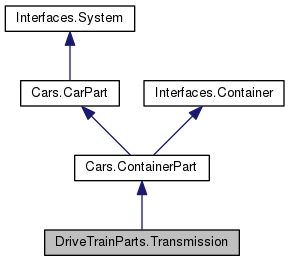 Interfaces.System
Cars.CarPart
Interfaces.Container
Cars.ContainerPart
DriveTrainParts.Transmission